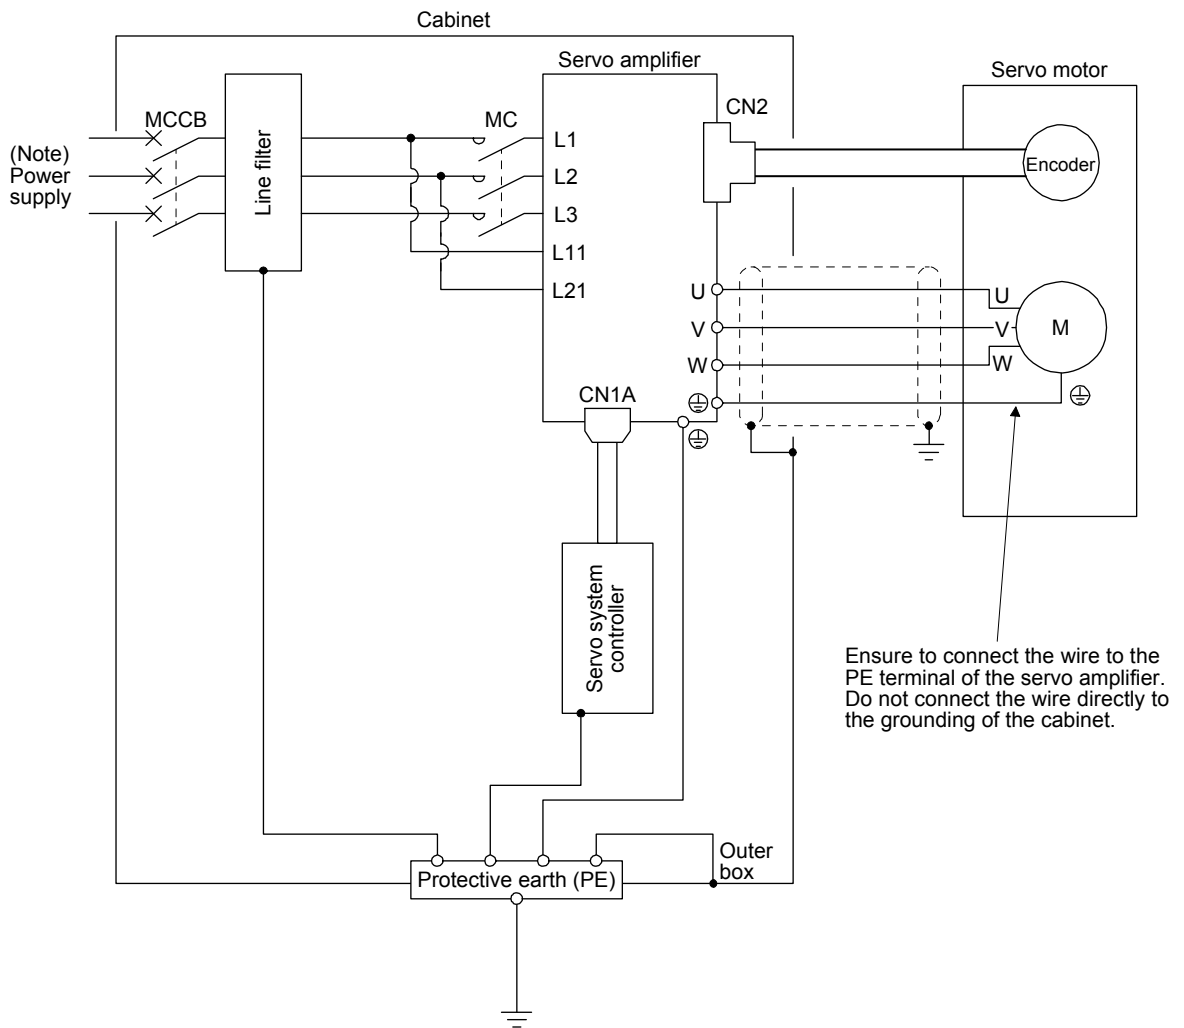 Cabinet
Servo amplifier
Servo motor
MCCB
MC
CN2
(Note)
Power
supply
Line filter
L1
L2
L3
L11
L21
Encoder
U
V
W
U
V
W
M
CN1A
Servo system
controller
Ensure to connect the wire to the
PE terminal of the servo amplifier.
Do not connect the wire directly to
the grounding of the cabinet.
Outer
box
Protective earth (PE)